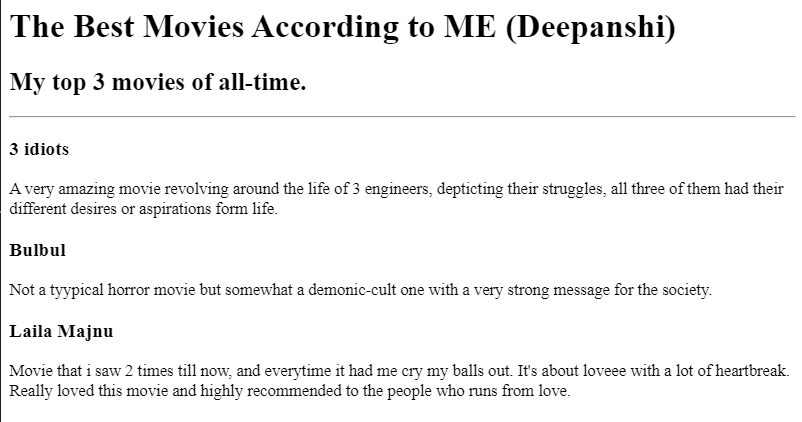 The Best Movies According to ME (Deepanshi)
My top 3 movies of all-time.
3 idiots
A very amazing movie revolving around the life of 3 engineers, depticting their struggles, all three of them had their
different desires or aspirations form life.
Bulbul
Not a tyypical horror movie but somewhat a demonic-cult one with a very strong message for the society.
Laila Majnu
Movie that i saw 2 times till now, and everytime it had me cry my balls out. It's about loveee with a lot of heartbreak.
Really loved this movie and highly recommended to the people who runs from love.